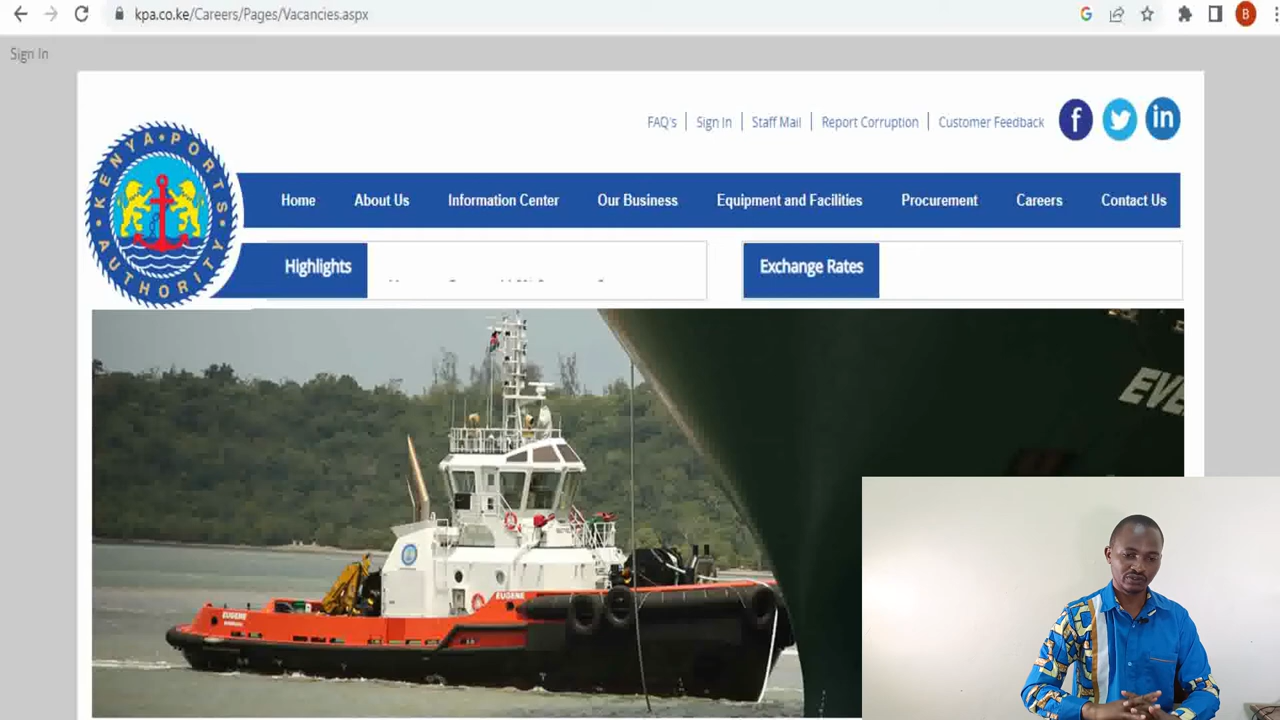 kpa.co.ke/Careers/Pages/Vacancies.aspx
B
Sign In
FAQ's | Sign In | Staff Mail | Report Corruption | Customer Feedback
f in
KENYA PORTS AUTHORITY
Home About Us Information Center Our Business Equipment and Facilities Procurement Careers Contact Us
Highlights Exchange Rates
EVE
EUGENE
EUGENE